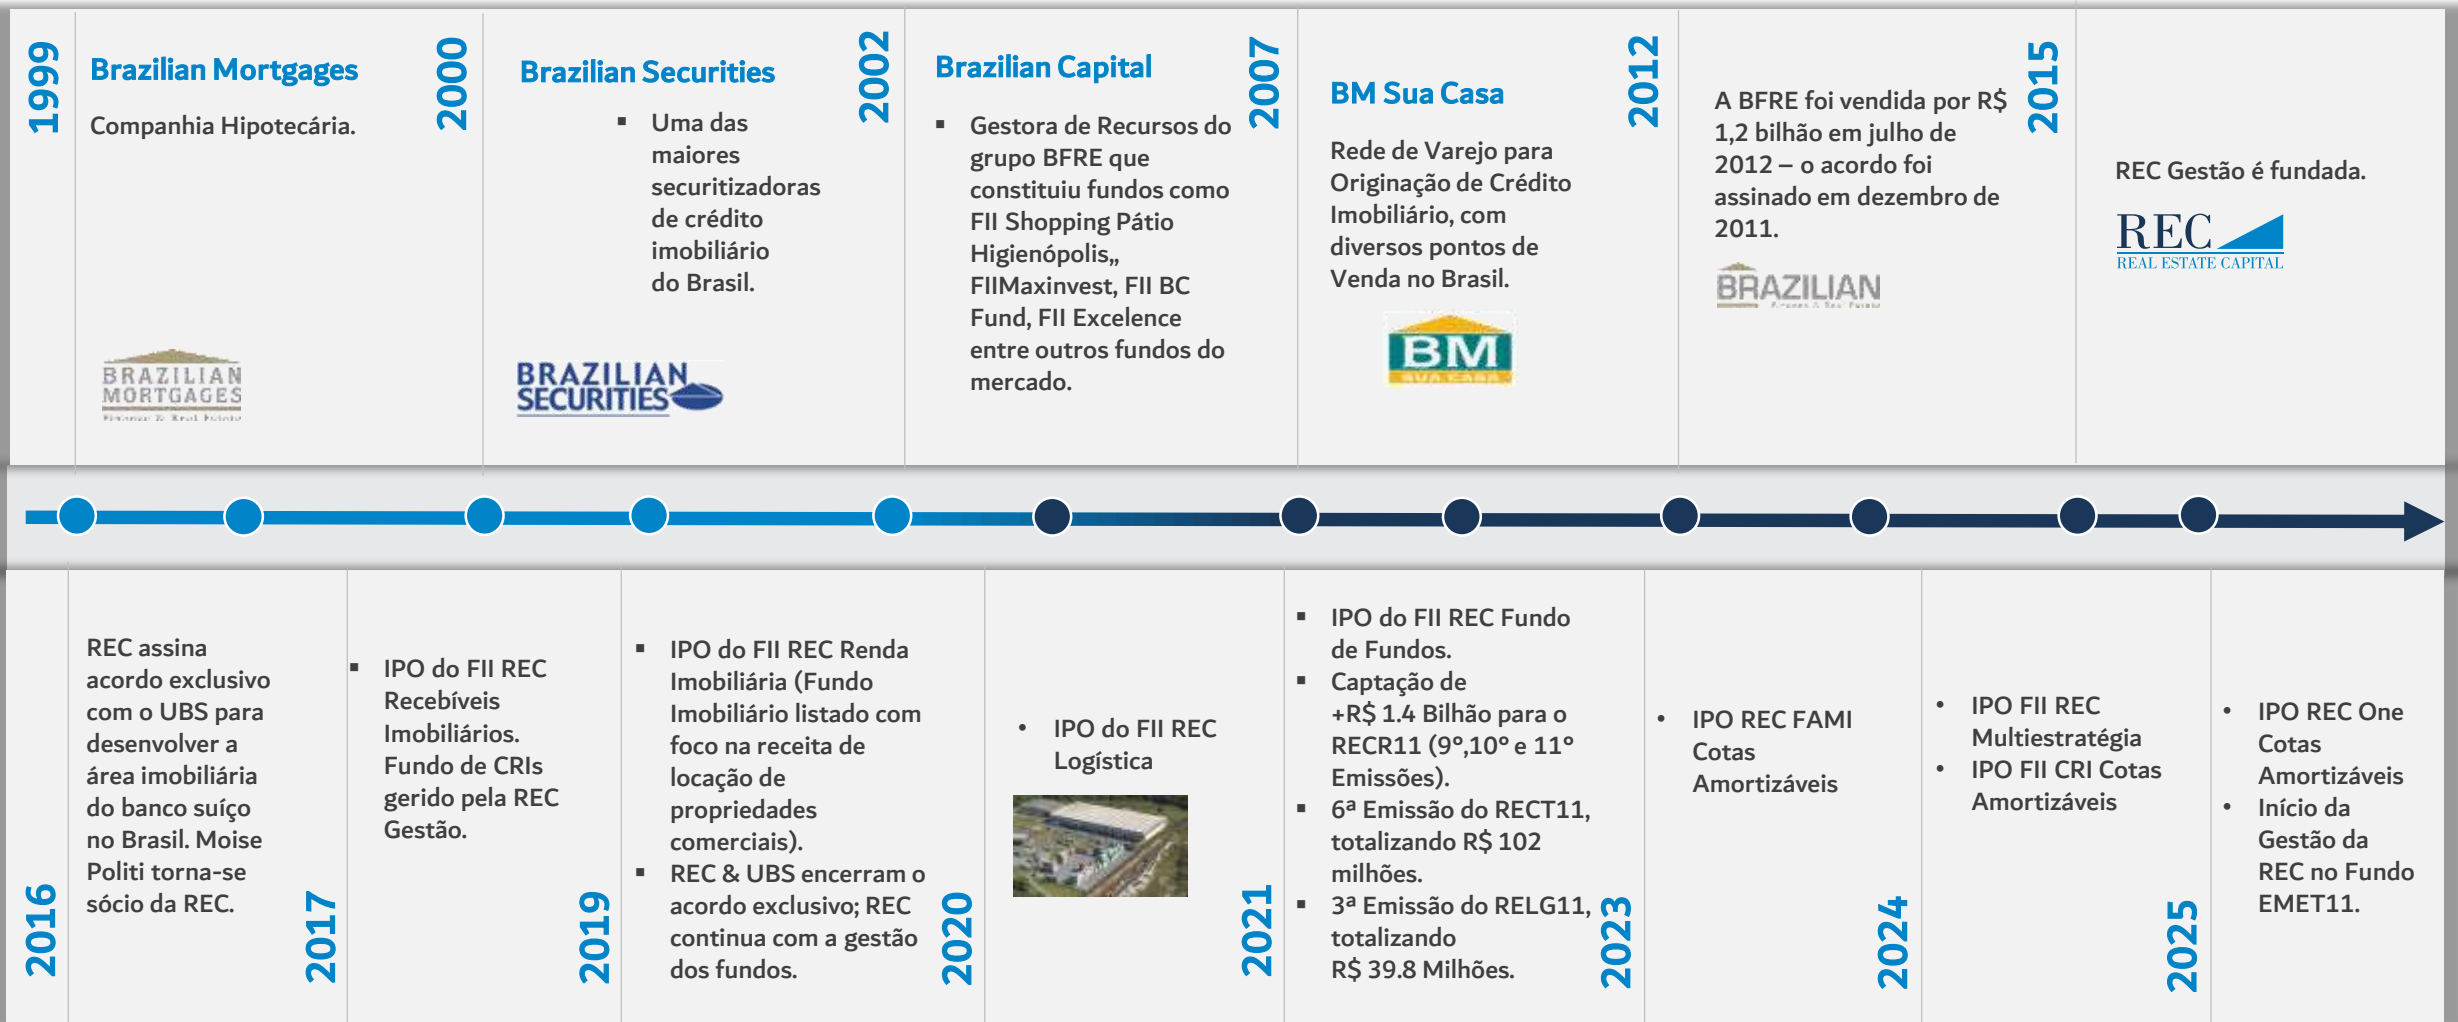 1999
Brazilian Mortgages
Companhia Hipotecária.
BRAZILIAN
MORTGAGES
Finance & Real Estate
2000
Brazilian Securities
▪ Uma das
maiores
securitizadoras
de crédito
imobiliário
do Brasil.
BRAZILIAN
SECURITIES
2002
Brazilian Capital
▪ Gestora de Recursos do
grupo BFRE que
constituiu fundos como
FII Shopping Pátio
Higienópolis,,
FIIMaxinvest, FII BC
Fund, FII Excelence
entre outros fundos do
mercado.
2007
BM Sua Casa
Rede de Varejo para
Originação de Crédito
Imobiliário, com
diversos pontos de
Venda no Brasil.
BM
SUA CASA
2012
A BFRE foi vendida por R$
1,2 bilhão em julho de
2012 – o acordo foi
assinado em dezembro de
2011.
BRAZILIAN
Finance & Real Estate
2015
REC Gestão é fundada.
REC
REAL ESTATE CAPITAL
2016
REC assina
acordo exclusivo
com o UBS para
desenvolver a
área imobiliária
do banco suíço
no Brasil. Moise
Politi torna-se
sócio da REC.
2017
▪ IPO do FII REC
Recebíveis
Imobiliários.
Fundo de CRIs
gerido pela REC
Gestão.
2019
▪ IPO do FII REC Renda
Imobiliária (Fundo
Imobiliário listado com
foco na receita de
locação de
propriedades
comerciais).
▪ REC & UBS encerram o
acordo exclusivo; REC
continua com a gestão
dos fundos.
2020
• IPO do FII REC
Logística
2021
▪ IPO do FII REC Fundo
de Fundos.
▪ Captação de
+R$ 1.4 Bilhão para o
RECR11 (9º,10º e 11º
Emissões).
▪ 6ª Emissão do RECT11,
totalizando R$ 102
milhões.
▪ 3ª Emissão do RELG11,
totalizando
R$ 39.8 Milhões.
2023
• IPO REC FAMI
Cotas
Amortizáveis
2024
• IPO FII REC
Multiestratégia
• IPO FII CRI Cotas
Amortizáveis
2025
• IPO REC One
Cotas
Amortizáveis
• Início da
Gestão da
REC no Fundo
EMET11.